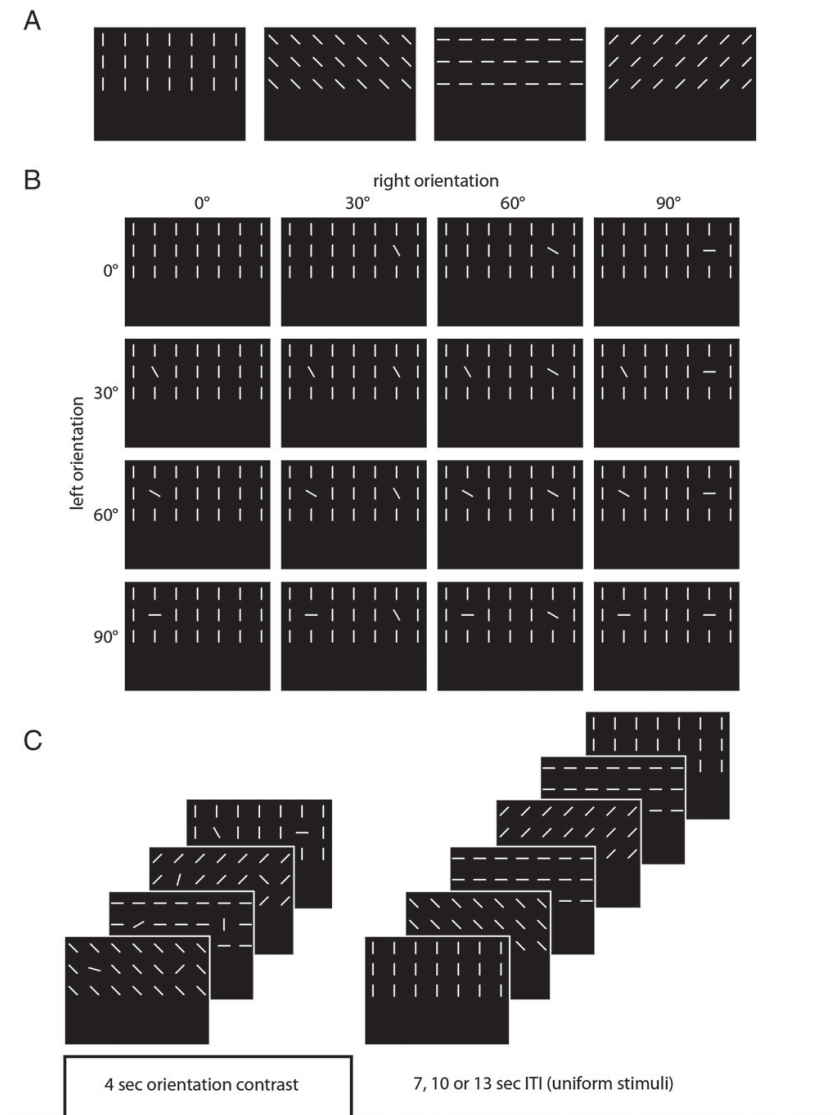 A
B
right orientation
0° 30° 60° 90°
0°
30°
left orientation
60°
90°
C
4 sec orientation contrast
7, 10 or 13 sec ITI (uniform stimuli)